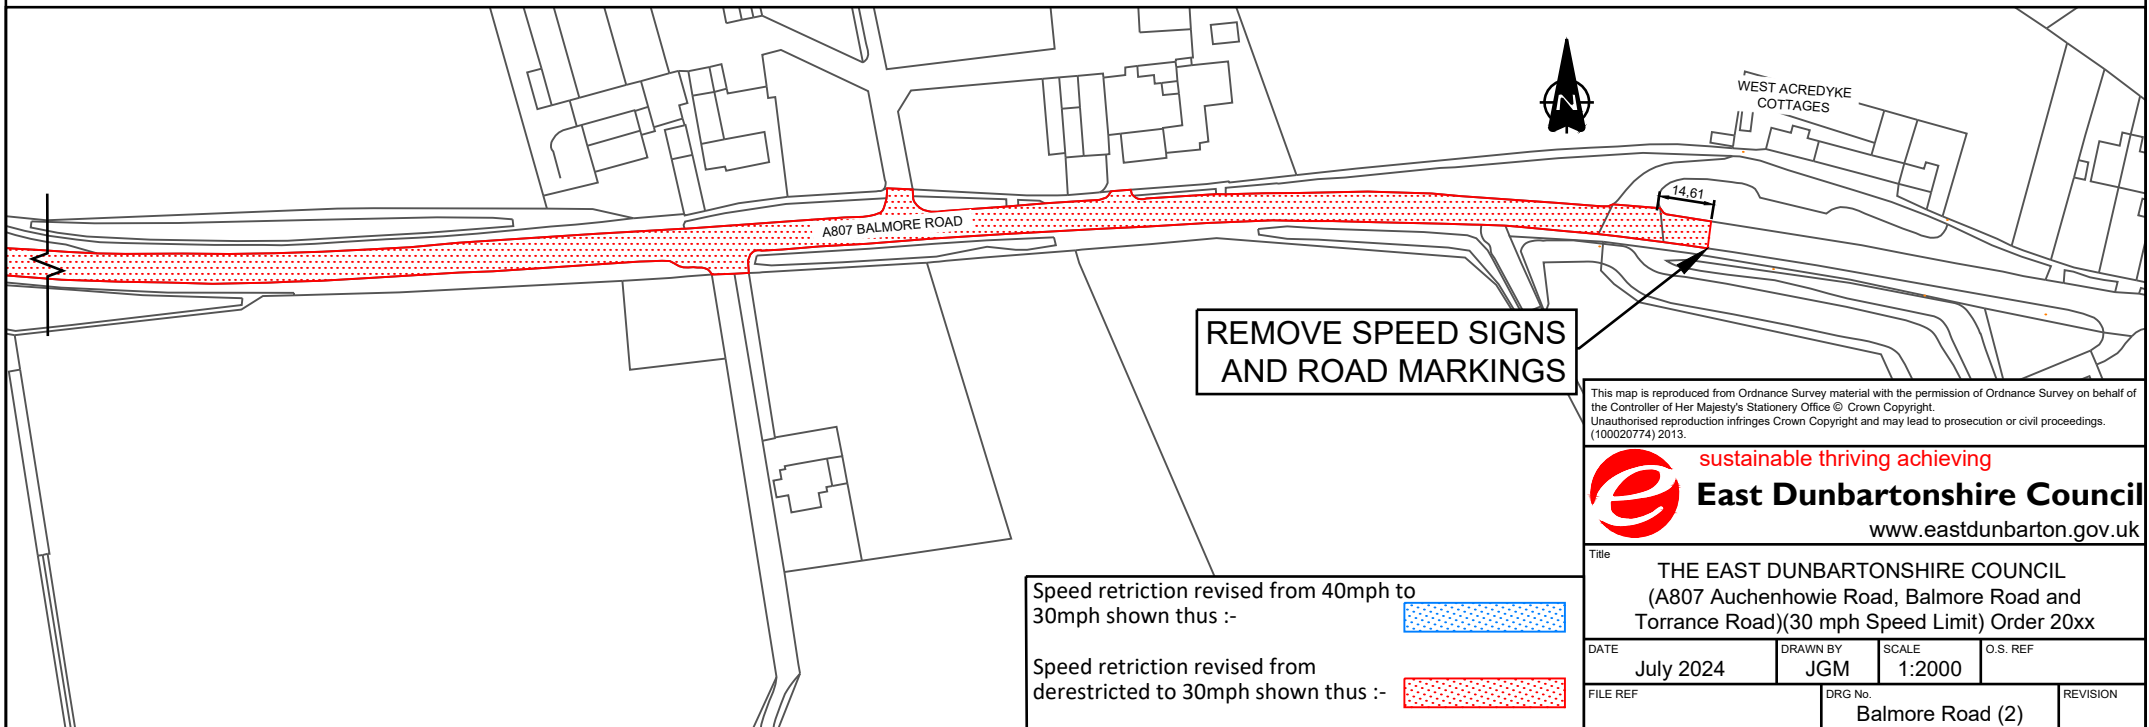 WEST ACREDYKE
COTTAGES
N
14.61
A807 BALMORE ROAD
REMOVE SPEED SIGNS
AND ROAD MARKINGS
This map is reproduced from Ordnance Survey material with the permission of Ordnance Survey on behalf of
the Controller of Her Majesty's Stationery Office © Crown Copyright.
Unauthorised reproduction infringes Crown Copyright and may lead to prosecution or civil proceedings.
(100020774) 2013.
sustainable thriving achieving
East Dunbartonshire Council
www.eastdunbarton.gov.uk
Title
THE EAST DUNBARTONSHIRE COUNCIL
(A807 Auchenhowie Road, Balmore Road and
Torrance Road)(30 mph Speed Limit) Order 20xx
Speed retriction revised from 40mph to
30mph shown thus :-
Speed retriction revised from
derestricted to 30mph shown thus :-
DATE
July 2024
DRAWN BY
JGM
SCALE
1:2000
O.S. REF
FILE REF
DRG No.
Balmore Road (2)
REVISION